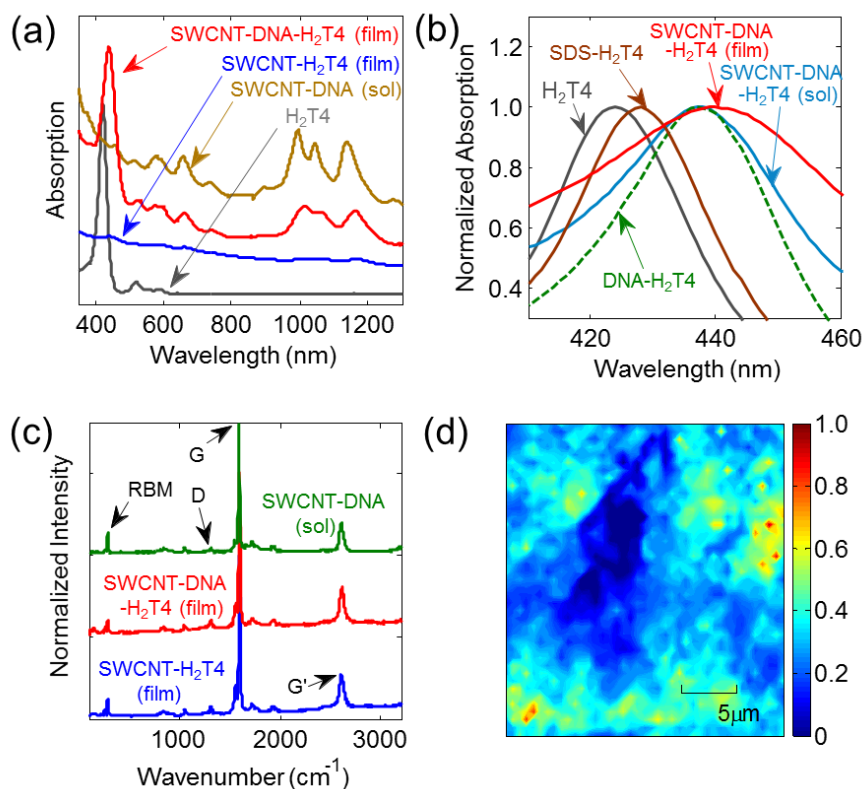 (a)
SWCNT-DNA-H₂T4 (film)
SWCNT-H₂T4 (film)
SWCNT-DNA (sol)
H₂T4
Absorption
400 600 800 1000 1200
Wavelength (nm)
(b)
SWCNT-DNA
-H₂T4 (film)
SDS-H₂T4
SWCNT-DNA
-H₂T4 (sol)
H₂T4
DNA-H₂T4
Normalized Absorption
1.2
1.0
0.8
0.6
0.4
420 440 460
Wavelength (nm)
(c)
G
RBM
D
SWCNT-DNA
(sol)
SWCNT-DNA
-H₂T4 (film)
SWCNT-H₂T4
(film)
G'
Normalized Intensity
1000 2000 3000
Wavenumber (cm⁻¹)
(d)
1.0
0.8
0.6
0.4
0.2
0
5μm